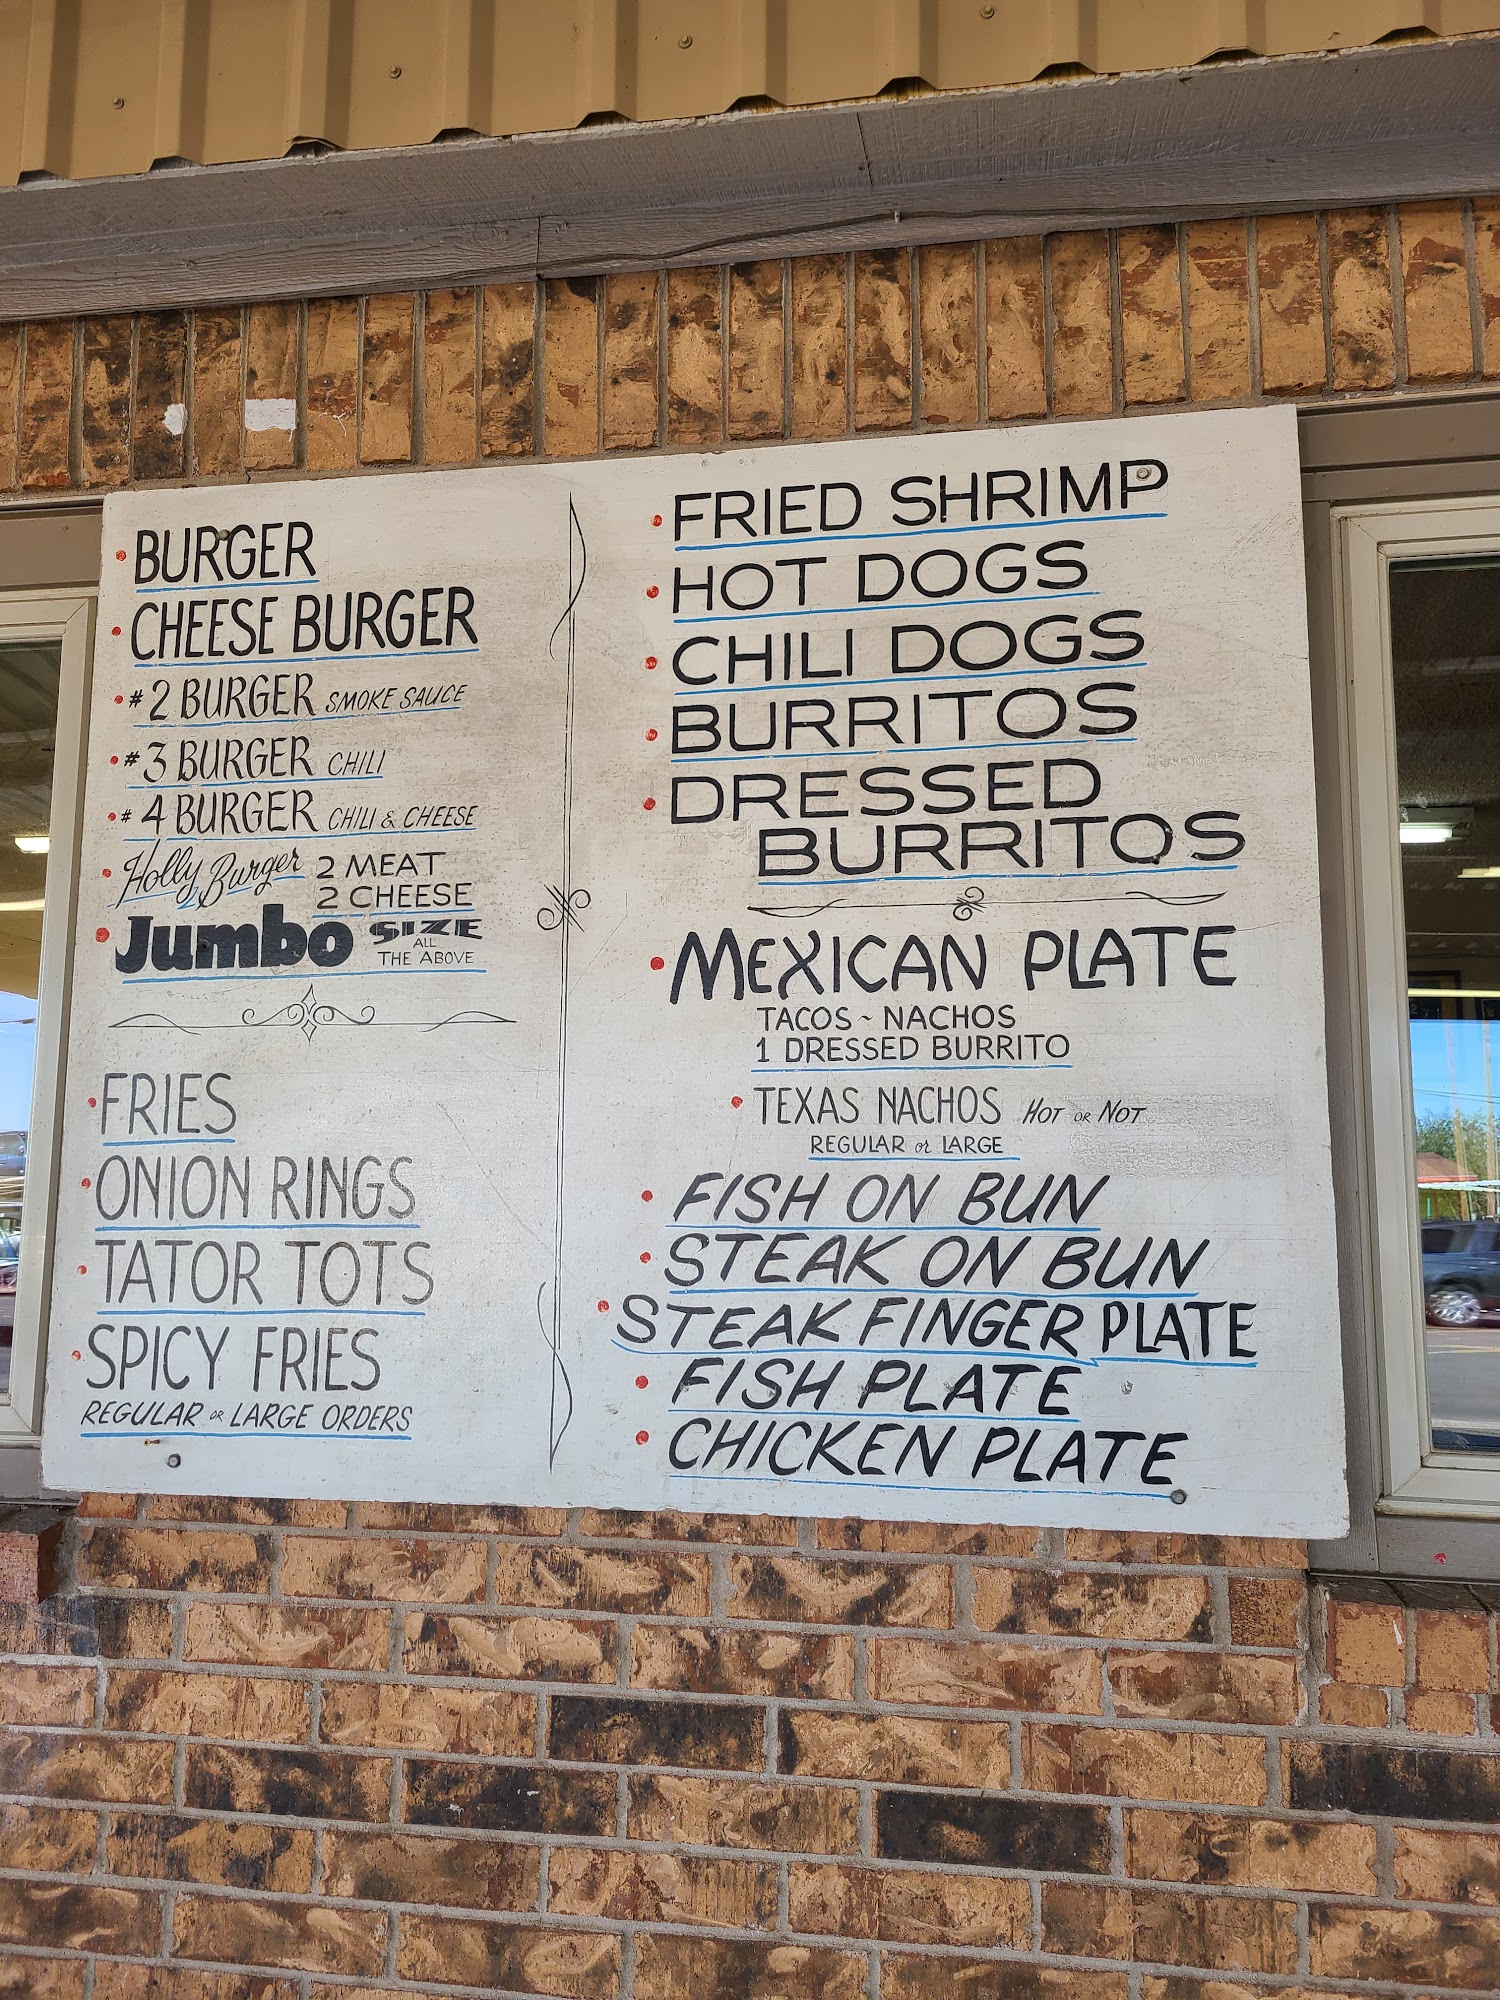 BURGER
CHEESE BURGER
#2 BURGER SMOKE SAUCE
#3 BURGER CHILI
#4 BURGER CHILI & CHEESE
Holly Burger 2 MEAT
2 CHEESE
Jumbo SIZE
ALL
THE ABOVE
FRIES
ONION RINGS
TATOR TOTS
SPICY FRIES
REGULAR OR LARGE ORDERS
FRIED SHRIMP
HOT DOGS
CHILI DOGS
BURRITOS
DRESSED
BURRITOS
MEXICAN PLATE
TACOS ~ NACHOS
1 DRESSED BURRITO
TEXAS NACHOS HOT OR NOT
REGULAR or LARGE
FISH ON BUN
STEAK ON BUN
STEAK FINGER PLATE
FISH PLATE
CHICKEN PLATE